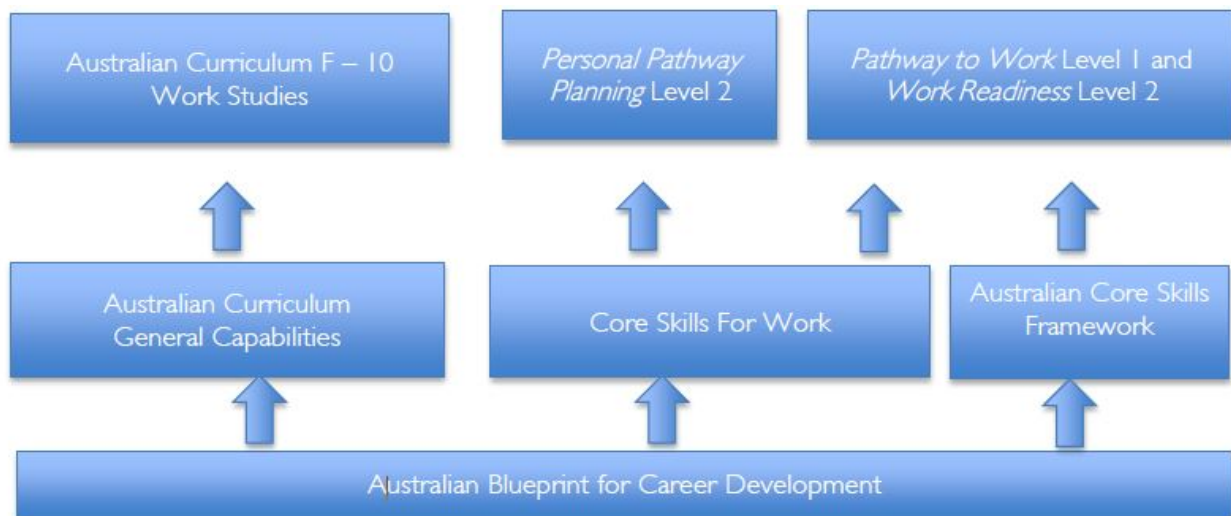 Australian Curriculum F – 10
Work Studies
Personal Pathway
Planning Level 2
Pathway to Work Level 1 and
Work Readiness Level 2
Australian Curriculum
General Capabilities
Core Skills For Work
Australian Core Skills
Framework
Australian Blueprint for Career Development